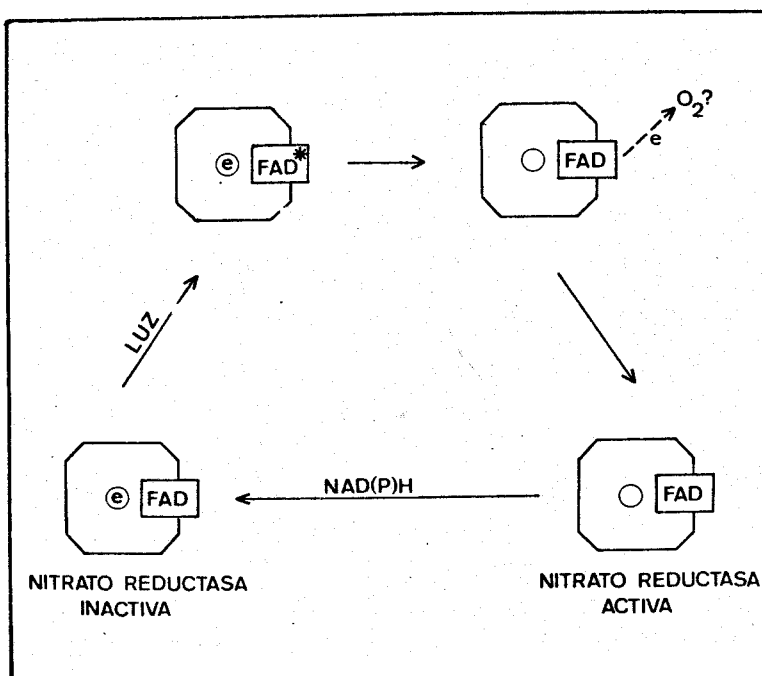 O2?
e
e
FAD*
FAD
LUZ
NAD(P)H
e
FAD
FAD
NITRATO REDUCTASA
INACTIVA
NITRATO REDUCTASA
ACTIVA